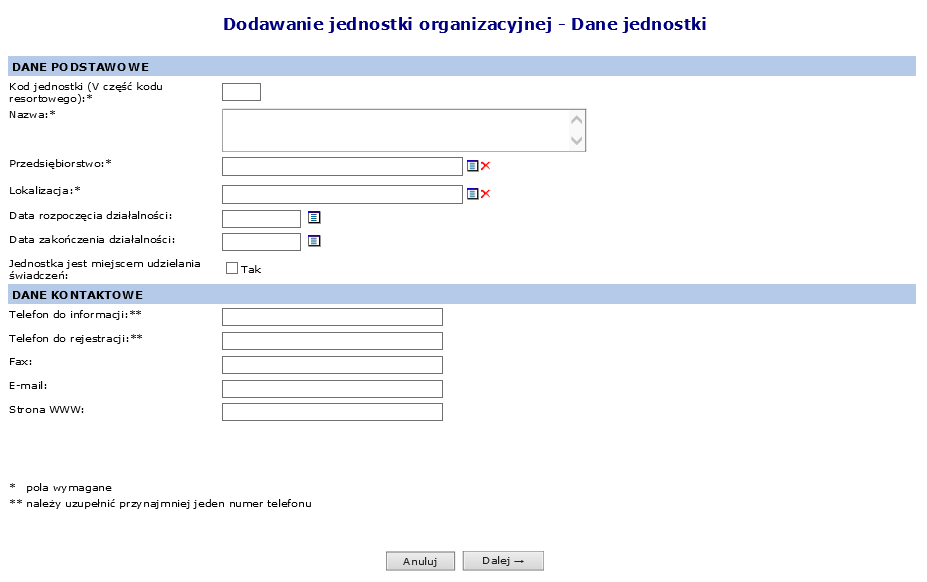 Dodawanie jednostki organizacyjnej - Dane jednostki
DANE PODSTAWOWE
Kod jednostki (V część kodu
resortowego):*
Nazwa:*
Przedsiębiorstwo:*
Lokalizacja:*
Data rozpoczęcia działalności:
Data zakończenia działalności:
Jednostka jest miejscem udzielania
świadczeń:
Tak
DANE KONTAKTOWE
Telefon do informacji:**
Telefon do rejestracji:**
Fax:
E-mail:
Strona WWW:
* pola wymagane
** należy uzupełnić przynajmniej jeden numer telefonu
Anuluj
Dalej →